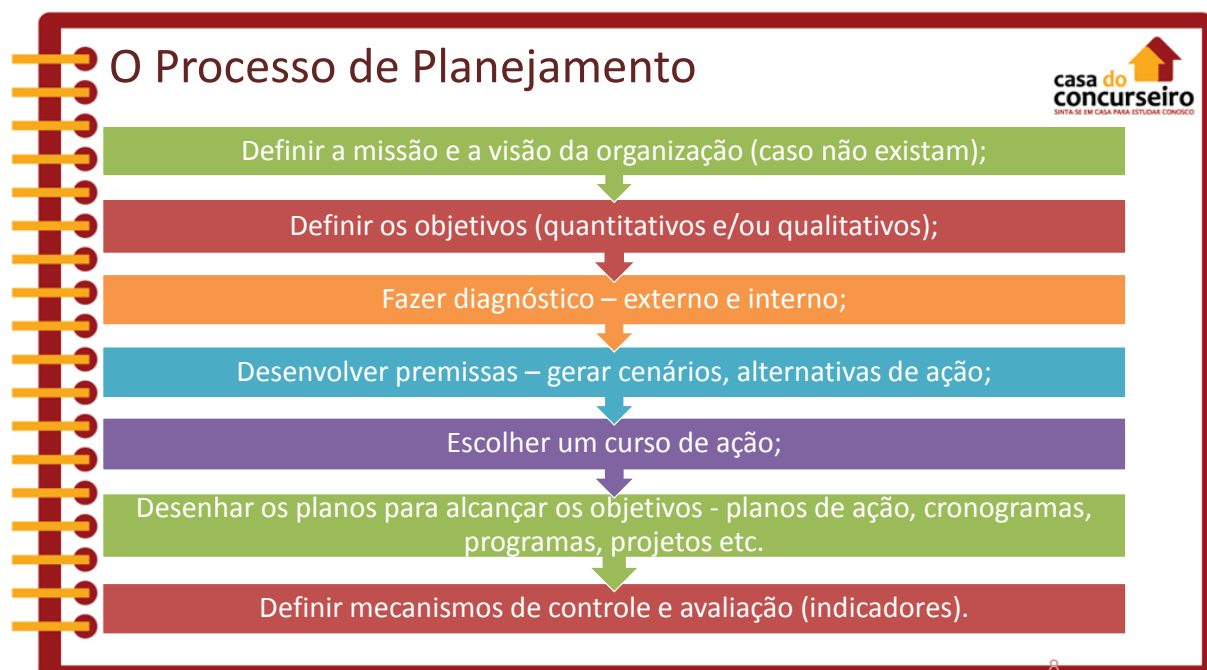 O Processo de Planejamento
casa do
concurseiro
SINTA-SE EM CASA PARA ESTUDAR CONOSCO
Definir a missão e a visão da organização (caso não existam);
Definir os objetivos (quantitativos e/ou qualitativos);
Fazer diagnóstico – externo e interno;
Desenvolver premissas – gerar cenários, alternativas de ação;
Escolher um curso de ação;
Desenhar os planos para alcançar os objetivos - planos de ação, cronogramas,
programas, projetos etc.
Definir mecanismos de controle e avaliação (indicadores).
8